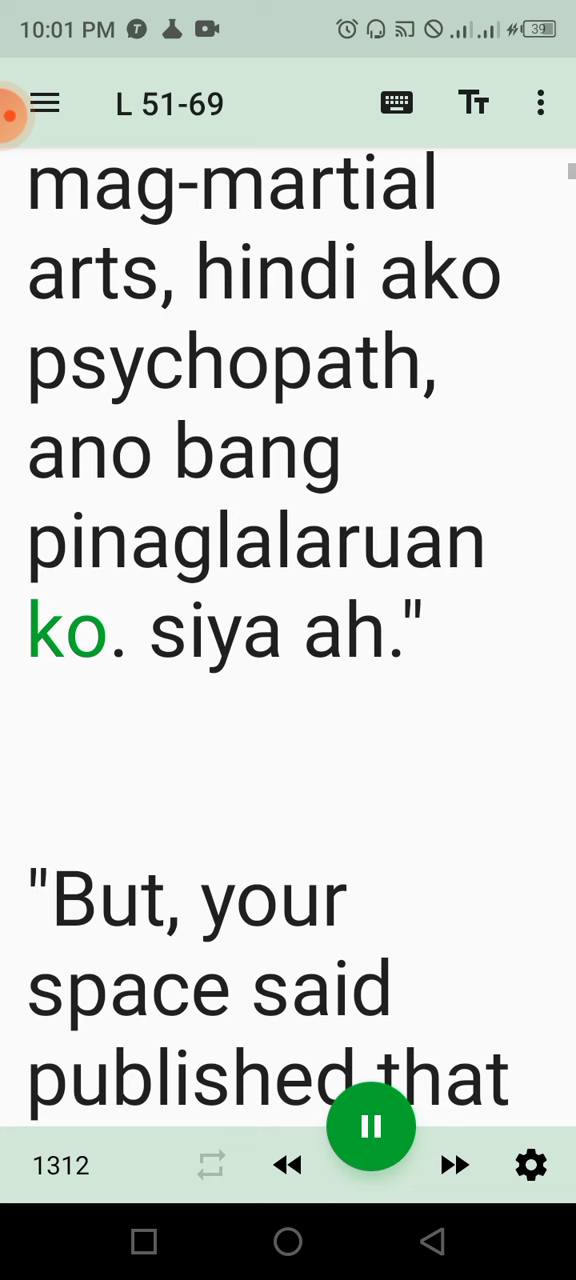 10:01 PM
39
L 51-69
mag-martial
arts, hindi ako
psychopath,
ano bang
pinaglalaruan
ko. siya ah."
"But, your
space said
published that
1312